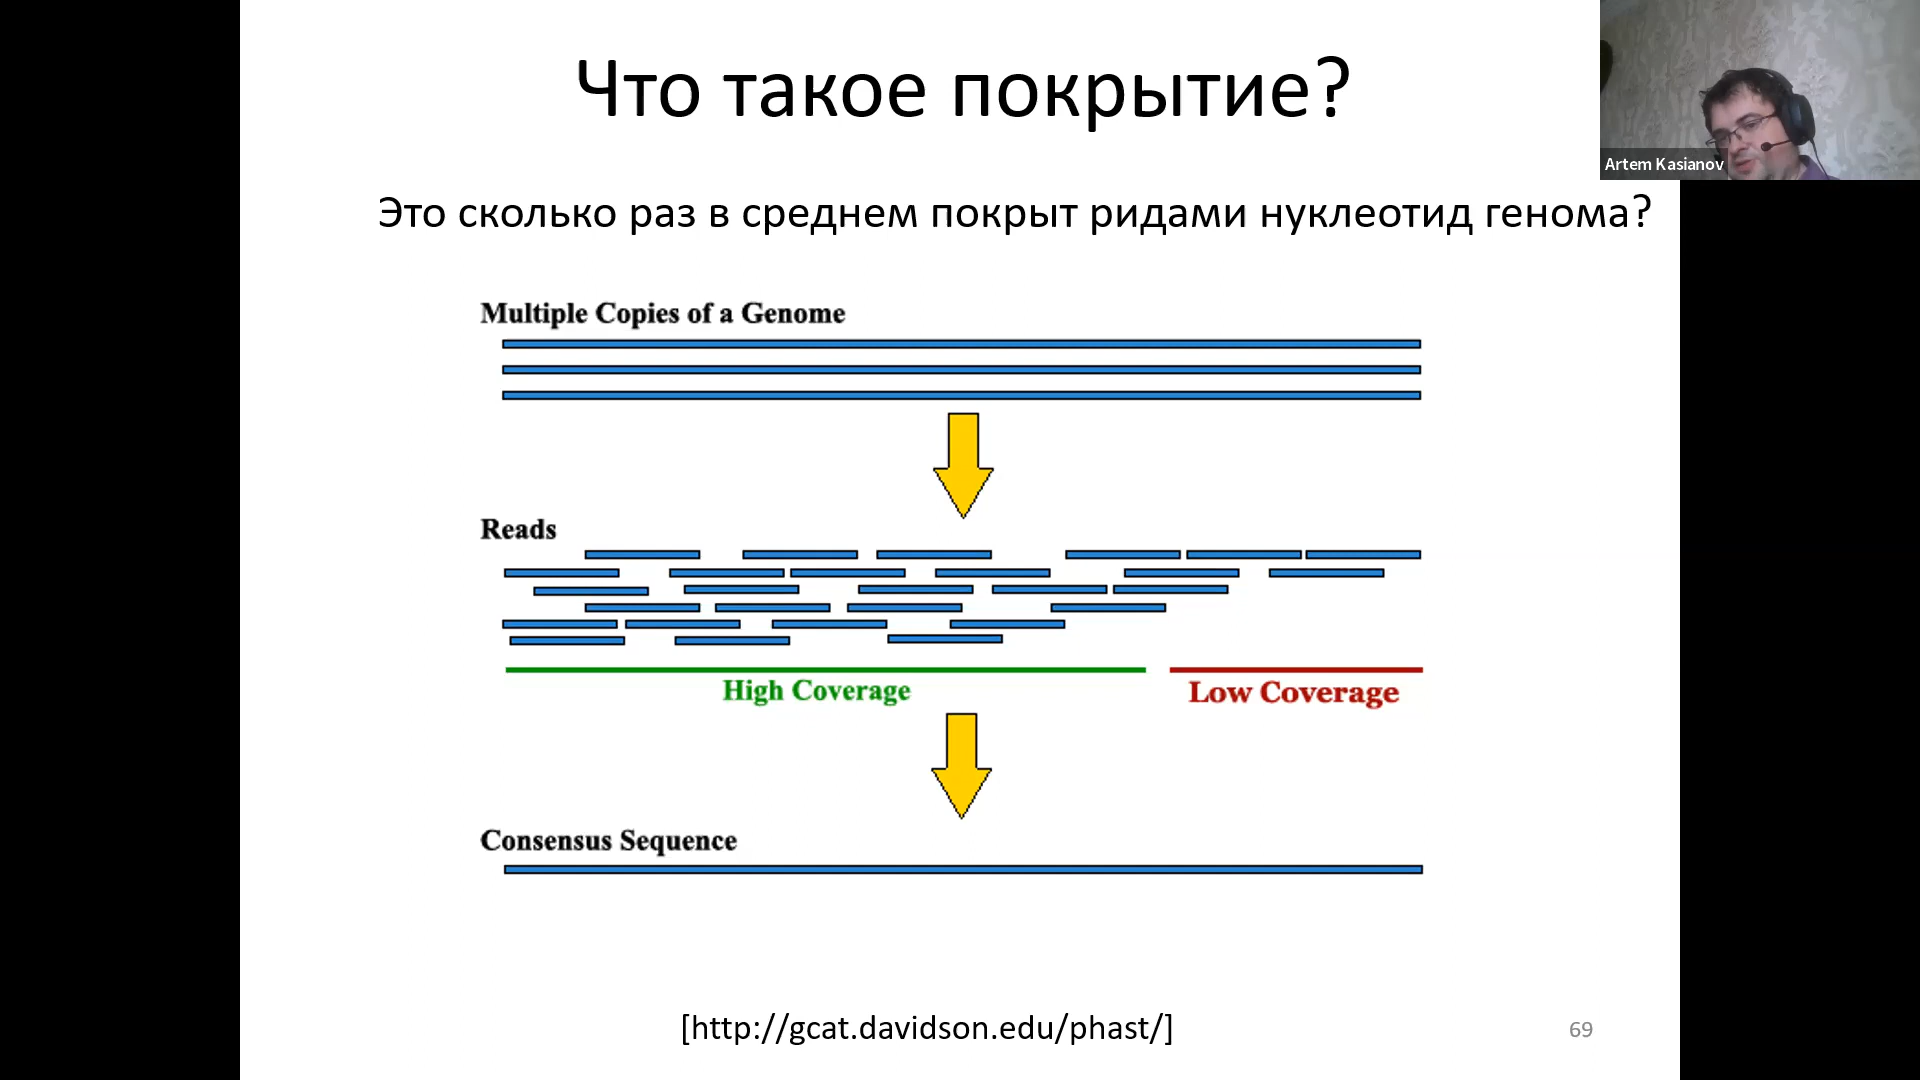 Что такое покрытие?
Artem Kasianov
Это сколько раз в среднем покрыт ридами нуклеотид генома?
Multiple Copies of a Genome
Reads
High Coverage
Low Coverage
Consensus Sequence
[http://gcat.davidson.edu/phast/]
69